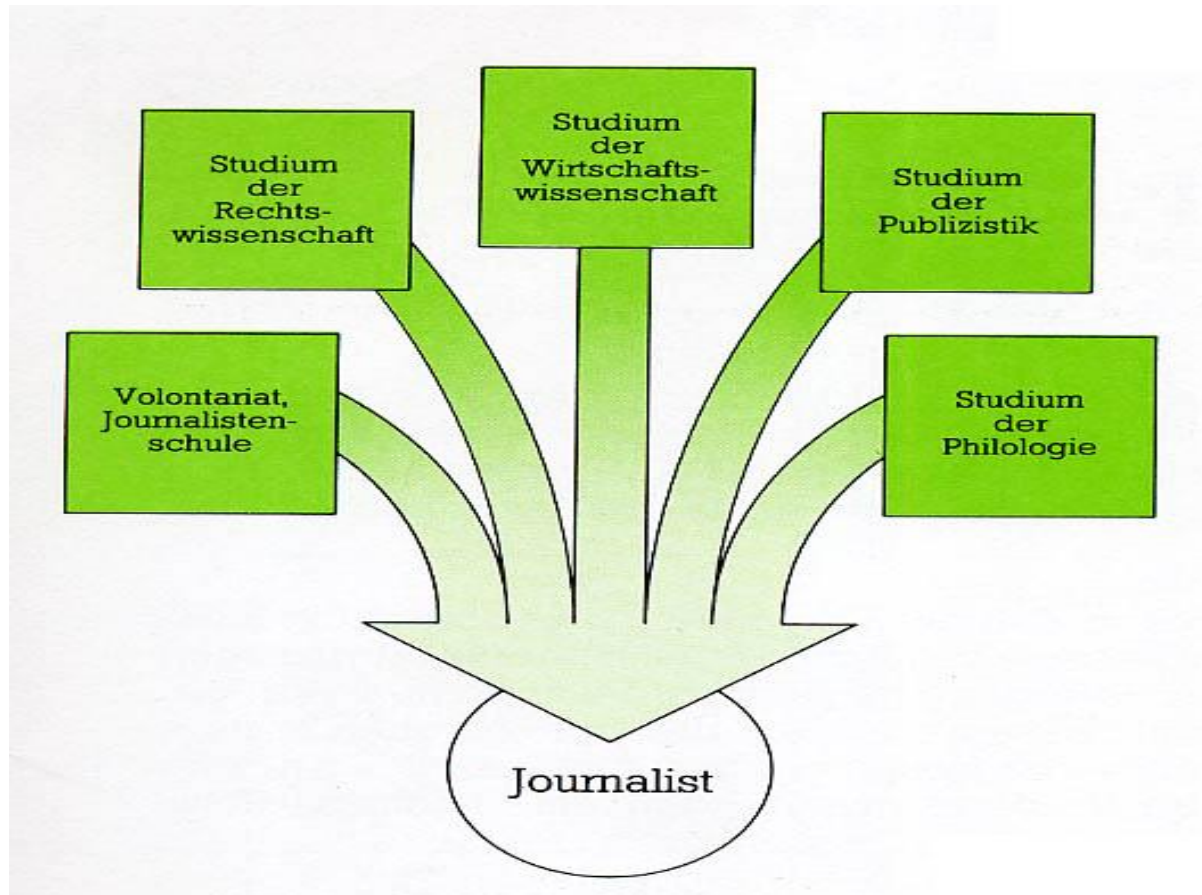 Studium
der
Wirtschafts-
wissenschaft
Studium
der
Rechts-
wissenschaft
Studium
der
Publizistik
Volontariat,
Journalisten-
schule
Studium
der
Philologie
Journalist